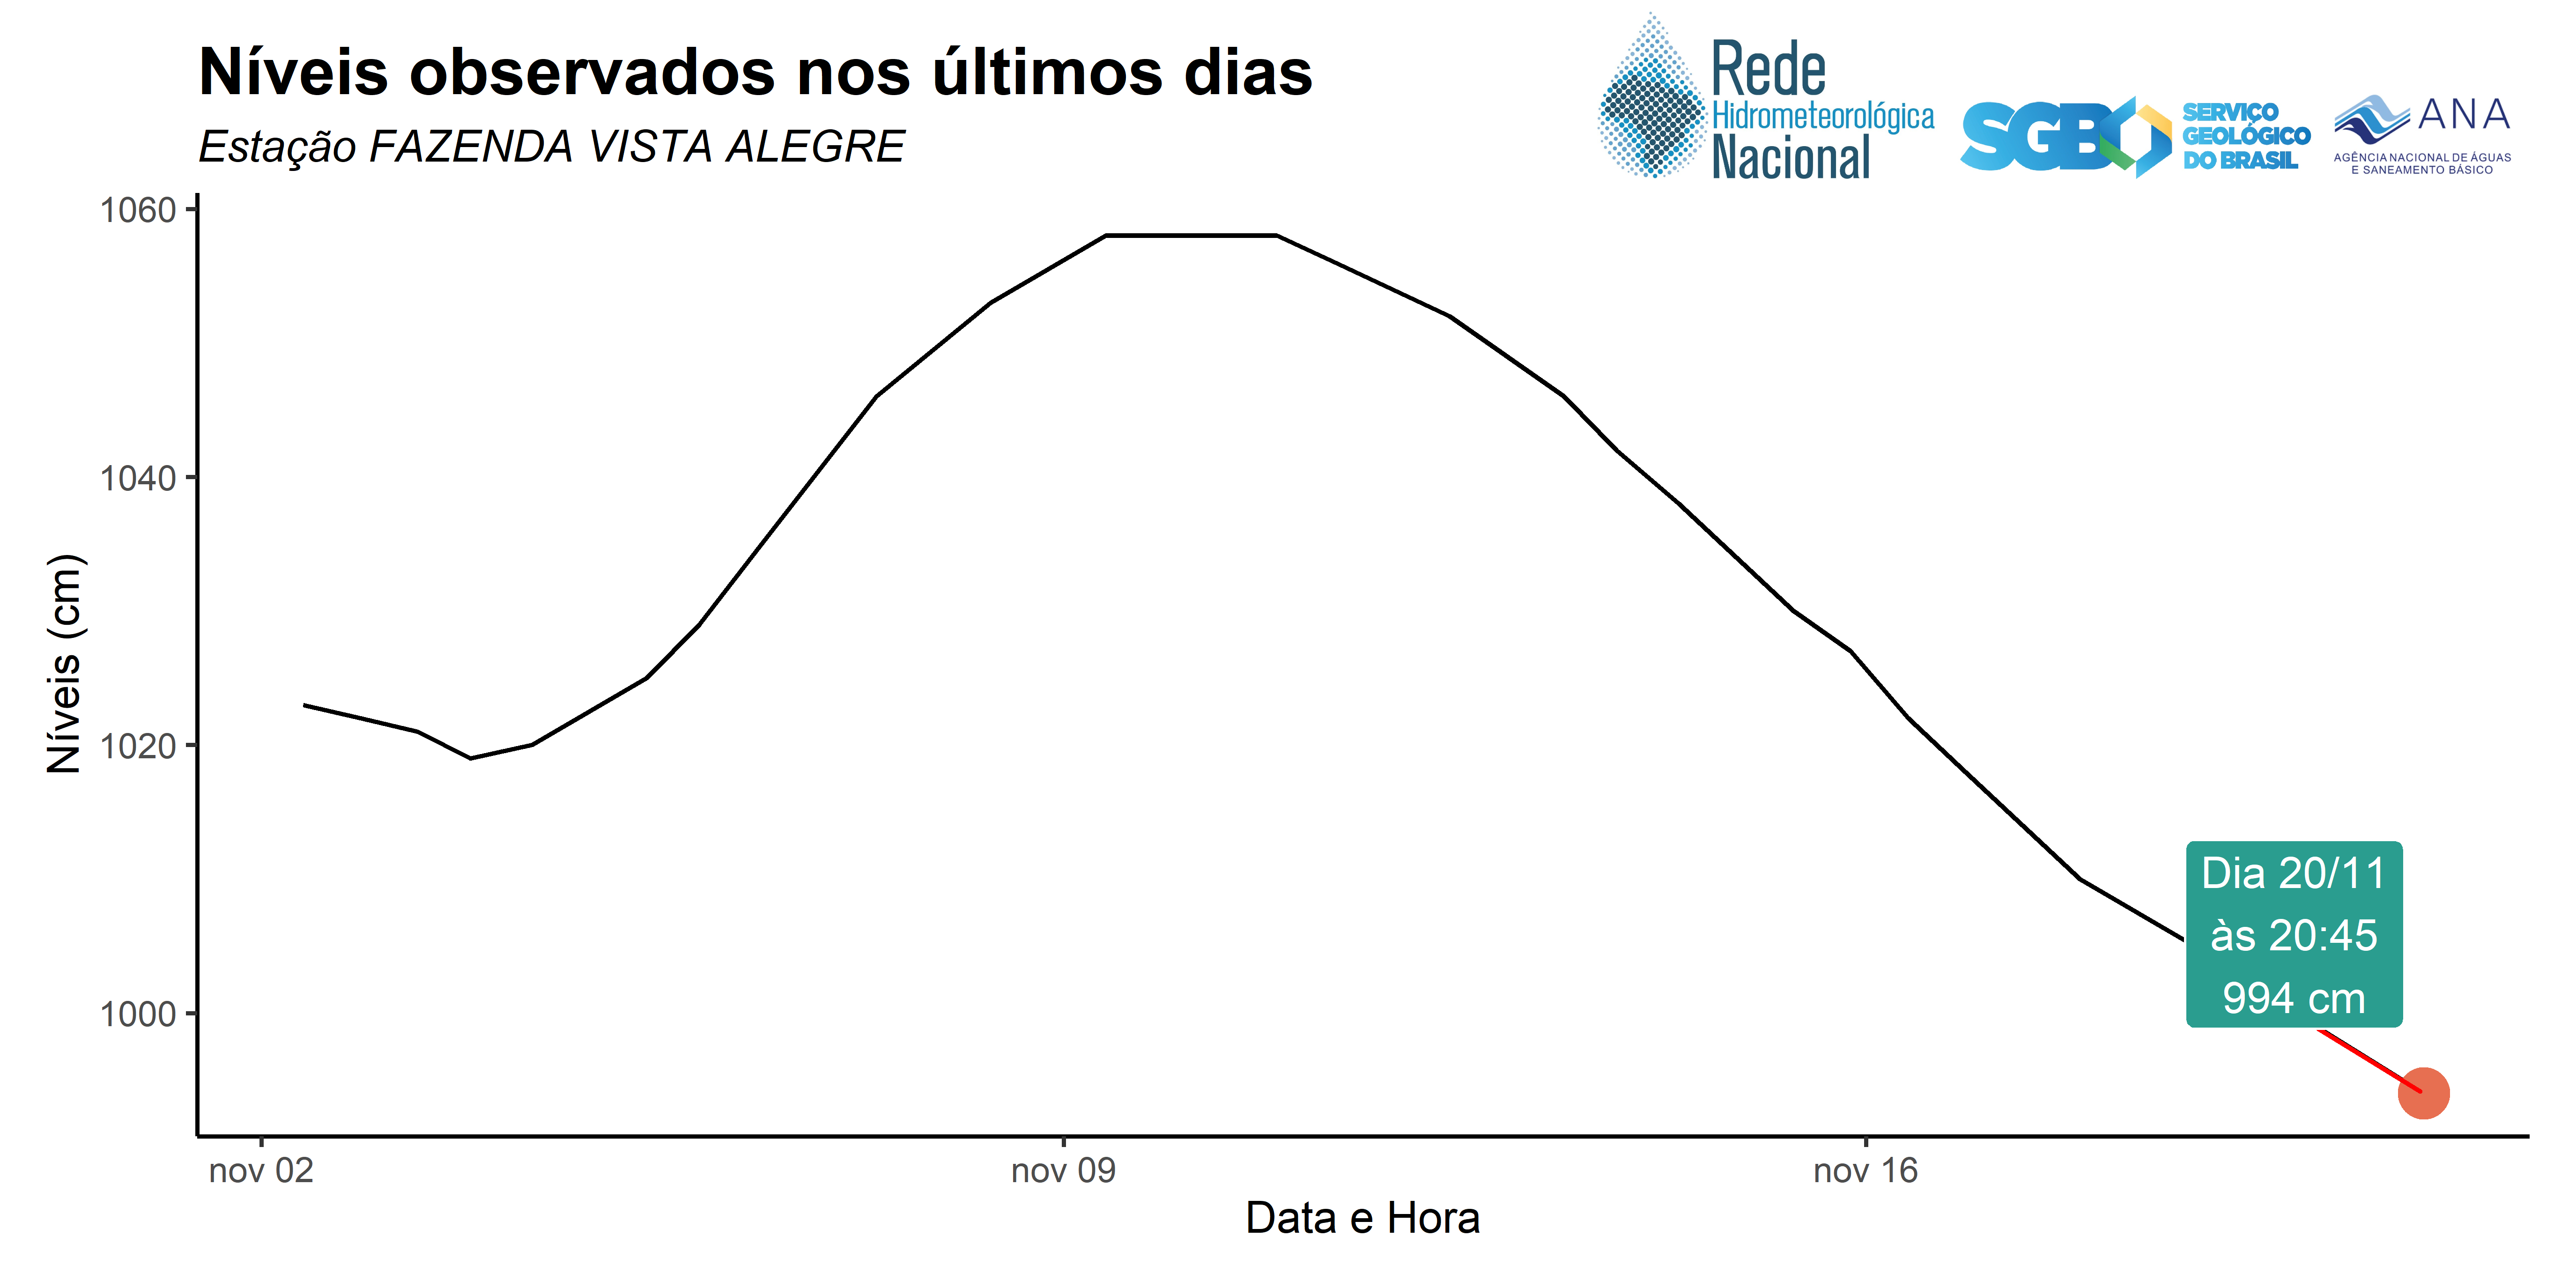 Níveis observados nos últimos dias
Estação FAZENDA VISTA ALEGRE
Rede
Hidrometeorológica
Nacional
SGB
SERVIÇO
GEOLÓGICO
DO BRASIL
ANA
AGÊNCIA NACIONAL DE ÁGUAS
E SANEAMENTO BÁSICO
Níveis (cm)
1060
1040
1020
1000
Dia 20/11
às 20:45
994 cm
nov 02
nov 09
nov 16
Data e Hora